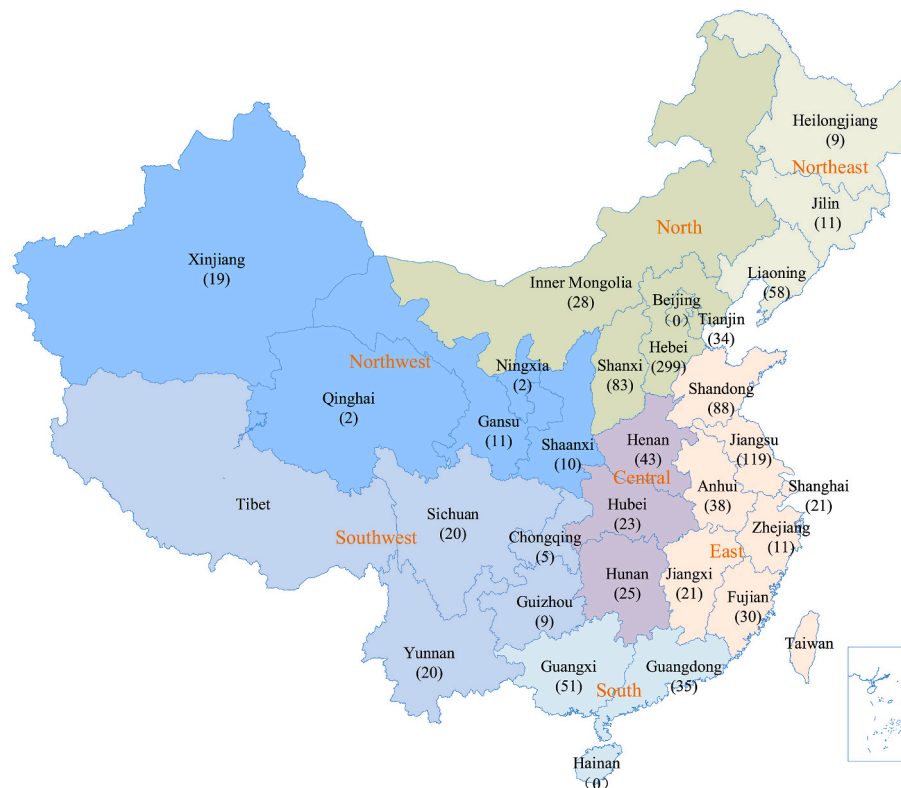 Heilongjiang
(9)
Northeast
Jilin
(11)
North
Xinjiang
(19)
Liaoning
(58)
Inner Mongolia
(28)
Beijing
(0)
Tianjin
(34)
Hebei
(299)
Northwest
Ningxia
(2)
Shanxi
(83)
Shandong
(88)
Qinghai
(2)
Gansu
(11)
Shaanxi
(10)
Henan
(43)
Jiangsu
(119)
Central
Anhui
(38)
Shanghai
(21)
Tibet
Sichuan
(20)
Hubei
(23)
Zhejiang
(11)
Southwest
Chongqing
(5)
East
Hunan
(25)
Jiangxi
(21)
Fujian
(30)
Guizhou
(9)
Taiwan
Yunnan
(20)
Guangxi
(51)
Guangdong
(35)
South
Hainan
(0)